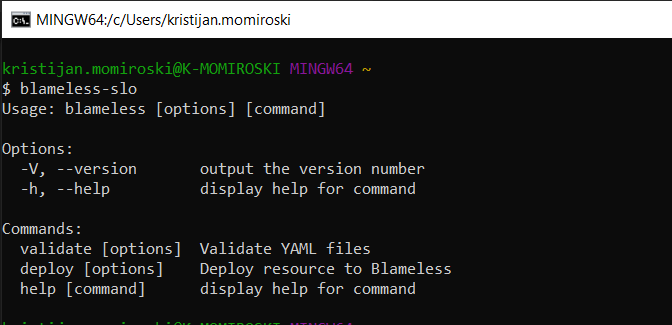 MINGW64:/c/Users/kristijan.momiroski
kristijan.momiroski@K-MOMIROSKI MINGW64 ~
$ blameless-slo
Usage: blameless [options] [command]
Options:
-V, --version output the version number
-h, --help display help for command
Commands:
validate [options] Validate YAML files
deploy [options] Deploy resource to Blameless
help [command] display help for command